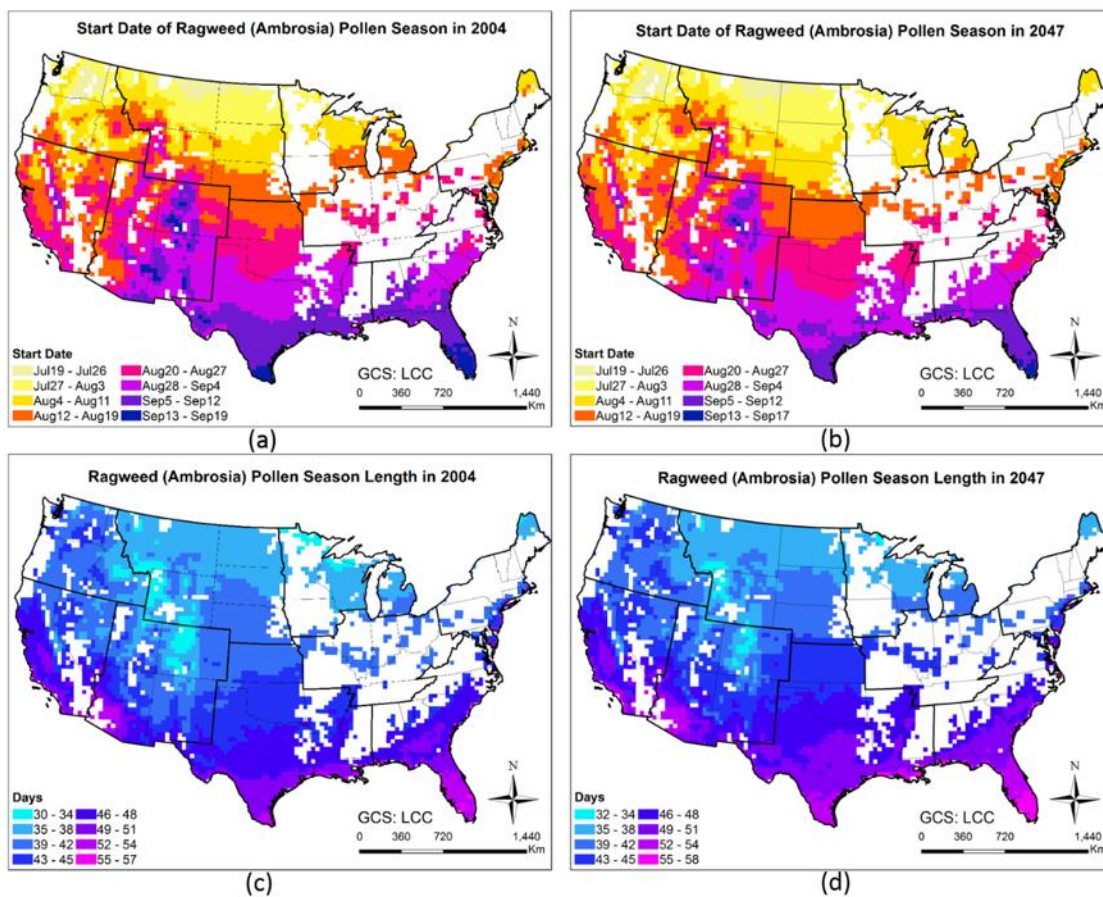 Start Date of Ragweed (Ambrosia) Pollen Season in 2004
N
Start Date
Jul19 - Jul26
Jul27 - Aug3
Aug4 - Aug11
Aug12 - Aug19
Aug20 - Aug27
Aug28 - Sep4
Sep5 - Sep12
Sep13 - Sep19
GCS: LCC
0 360 720 1,440
Km
(a)
Start Date of Ragweed (Ambrosia) Pollen Season in 2047
N
Start Date
Jul19 - Jul26
Jul27 - Aug3
Aug4 - Aug11
Aug12 - Aug19
Aug20 - Aug27
Aug28 - Sep4
Sep5 - Sep12
Sep13 - Sep17
GCS: LCC
0 360 720 1,440
Km
(b)
Ragweed (Ambrosia) Pollen Season Length in 2004
N
Days
30 - 34
35 - 38
39 - 42
43 - 45
46 - 48
49 - 51
52 - 54
55 - 57
GCS: LCC
0 360 720 1,440
Km
(c)
Ragweed (Ambrosia) Pollen Season Length in 2047
N
Days
32 - 34
35 - 38
39 - 42
43 - 45
46 - 48
49 - 51
52 - 54
55 - 58
GCS: LCC
0 360 720 1,440
Km
(d)